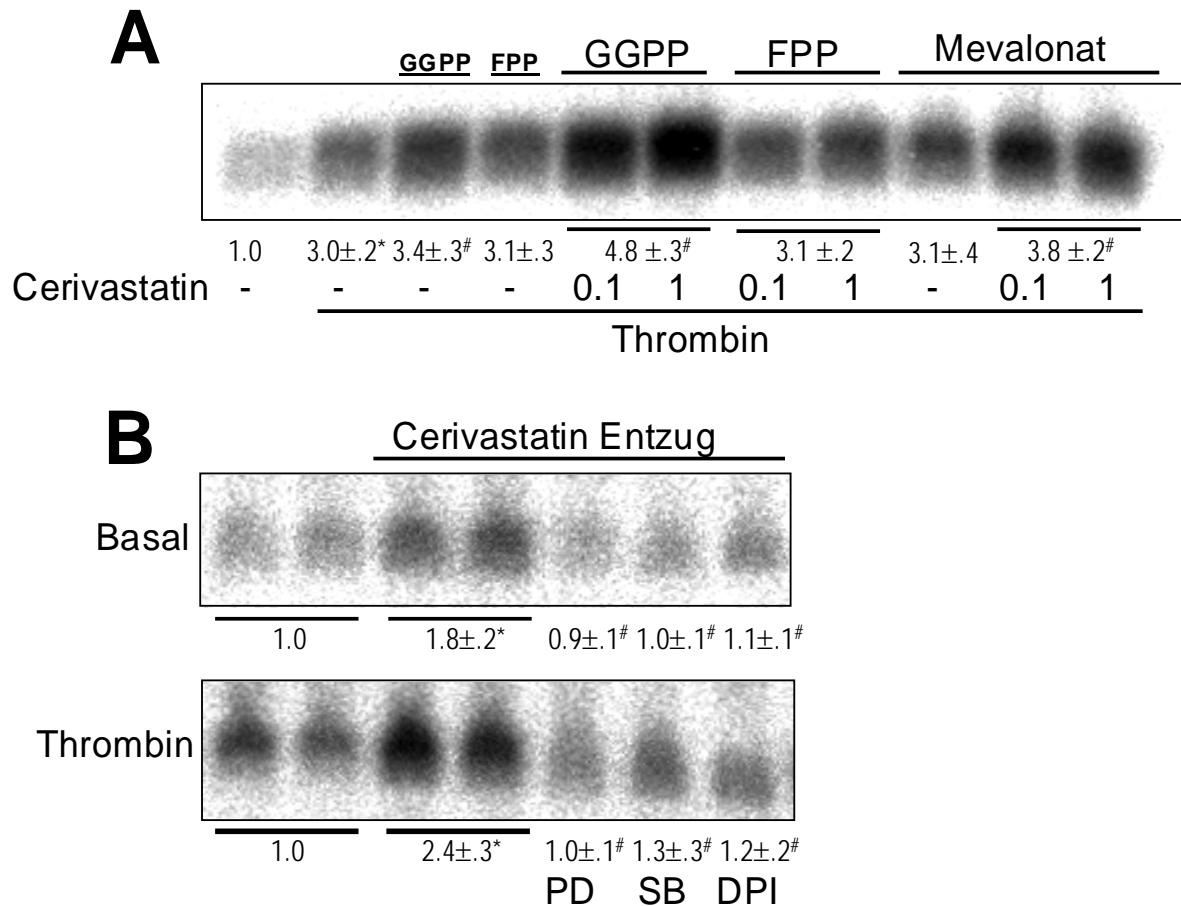 A
GGPP FPP GGPP FPP Mevalonat
1.0 3.0±.2* 3.4±.3# 3.1±.3 4.8 ±.3# 3.1 ±.2 3.1±.4 3.8 ±.2#
Cerivastatin - - - - 0.1 1 0.1 1 - 0.1 1
Thrombin
B
Cerivastatin Entzug
Basal
1.0 1.8±.2* 0.9±.1# 1.0±.1# 1.1±.1#
Thrombin
1.0 2.4±.3* 1.0±.1# 1.3±.3# 1.2±.2#
PD SB DPI